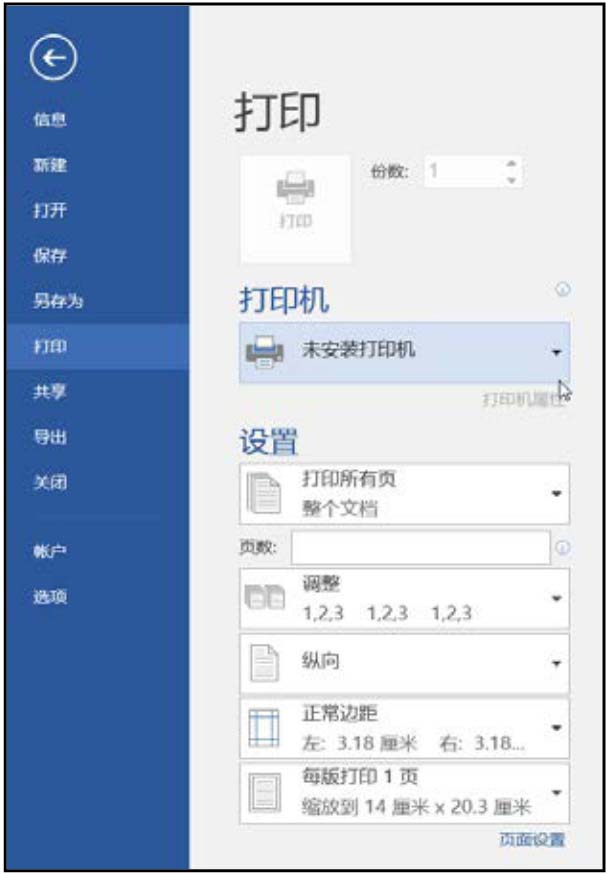 信息
新建
打开
保存
另存为
打印
共享
导出
关闭
帐户
选项
打印
打印
份数: 1
打印机
未安装打印机
打印机属性
设置
打印所有页
整个文档
页数:
调整
1,2,3 1,2,3 1,2,3
纵向
正常边距
左: 3.18 厘米 右: 3.18...
每版打印 1 页
缩放到 14 厘米 x 20.3 厘米
页面设置